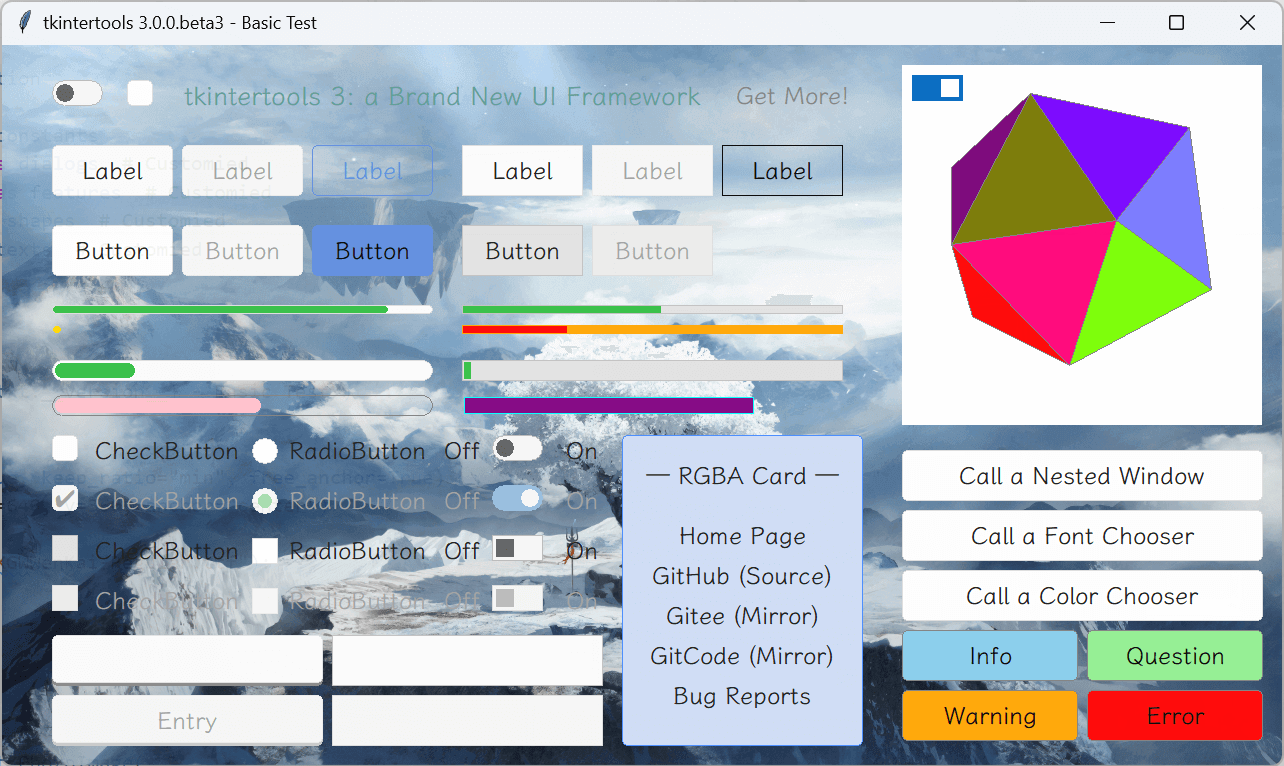 tkintertools 3.0.0.beta3 - Basic Test
tkintertools 3: a Brand New UI Framework
Get More!
Label Label Label Label Label Label
Button Button Button Button Button
CheckButton RadioButton Off On
CheckButton RadioButton Off On
CheckButton RadioButton Off On
CheckButton RadioButton Off On
Entry
— RGBA Card —
Home Page
GitHub (Source)
Gitee (Mirror)
GitCode (Mirror)
Bug Reports
Call a Nested Window
Call a Font Chooser
Call a Color Chooser
Info Question
Warning Error